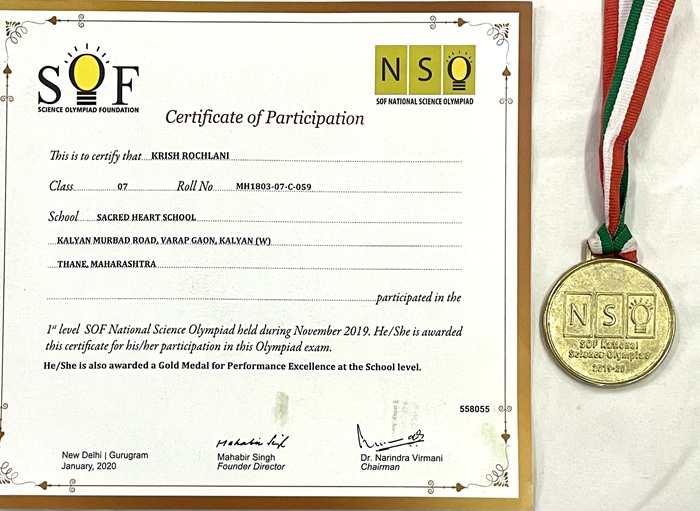 SOF
SCIENCE OLYMPIAD FOUNDATION
NSO
SOF NATIONAL SCIENCE OLYMPIAD
Certificate of Participation
This is to certify that KRISH ROCHLANI
Class 07 Roll No MH1803-07-C-059
School SACRED HEART SCHOOL
KALYAN MURBAD ROAD, VARAP GAON, KALYAN (W)
THANE, MAHARASHTRA
participated in the
1st level SOF National Science Olympiad held during November 2019. He/She is awarded
this certificate for his/her participation in this Olympiad exam.
He/She is also awarded a Gold Medal for Performance Excellence at the School level.
558055
Mahabir Singh
New Delhi | Gurugram
January, 2020
Mahabir Singh
Founder Director
Dr. Narindra Virmani
Chairman
NSO
SOF National
Science Olympiad
2019-20